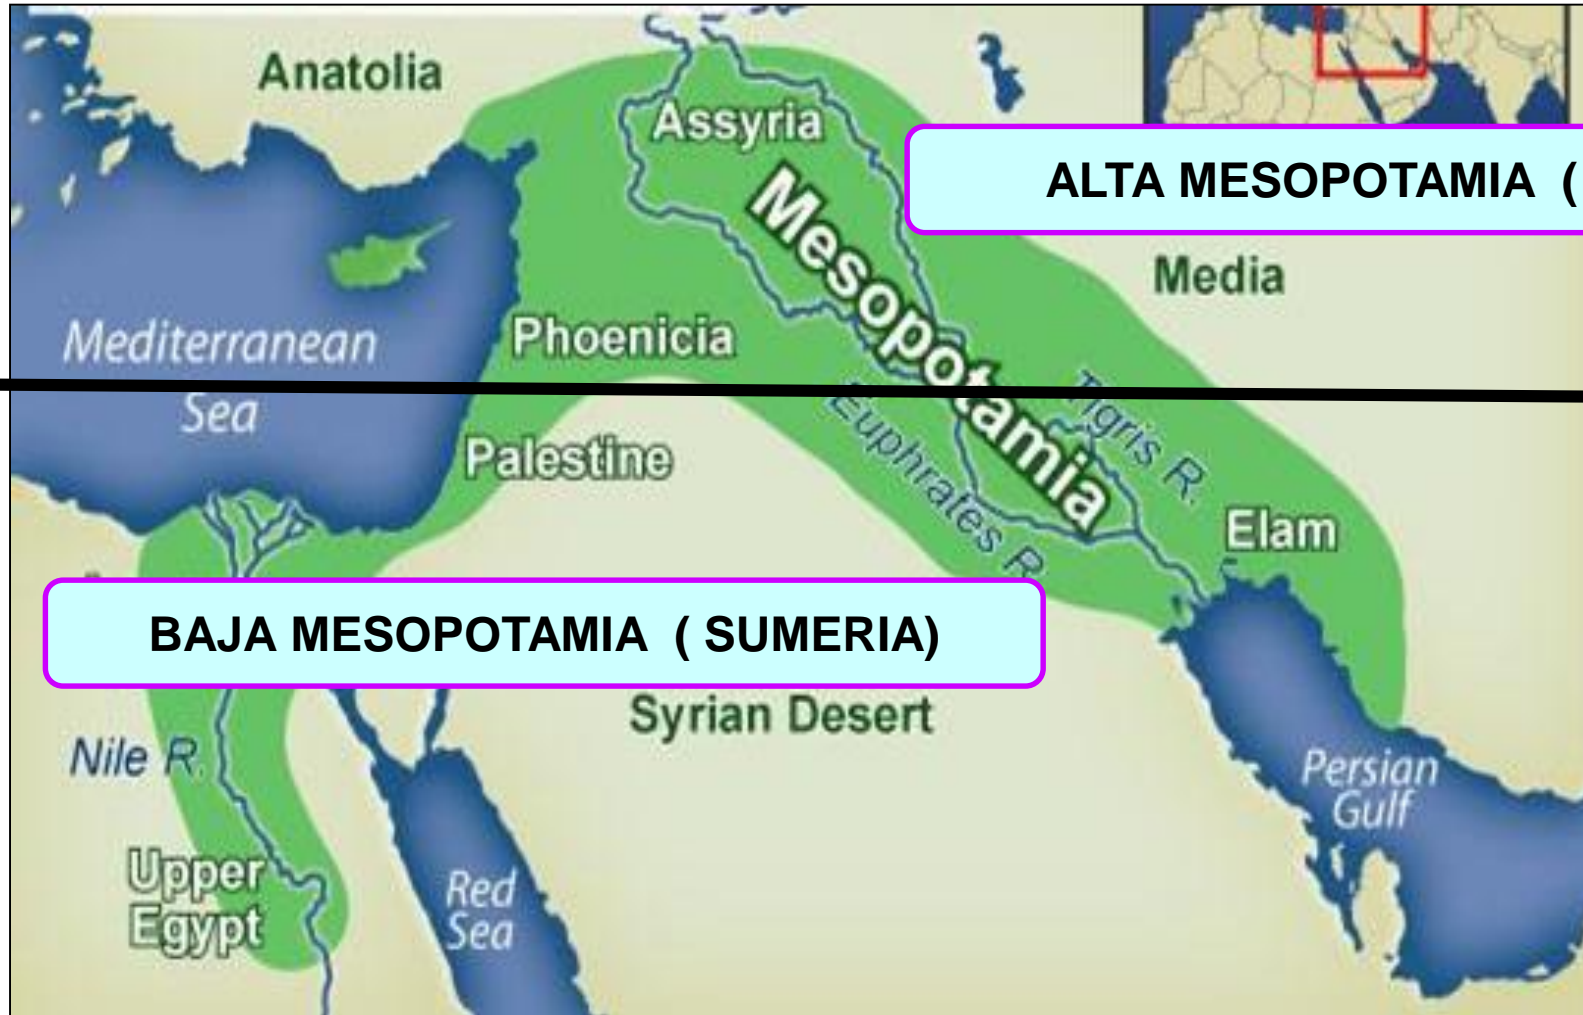 Anatolia
Assyria
ALTA MESOPOTAMIA (
Mesopotamia
Media
Mediterranean
Sea
Phoenicia
Tigris R.
Euphrates R.
Palestine
Elam
BAJA MESOPOTAMIA ( SUMERIA)
Syrian Desert
Nile R.
Persian
Gulf
Upper
Egypt
Red
Sea